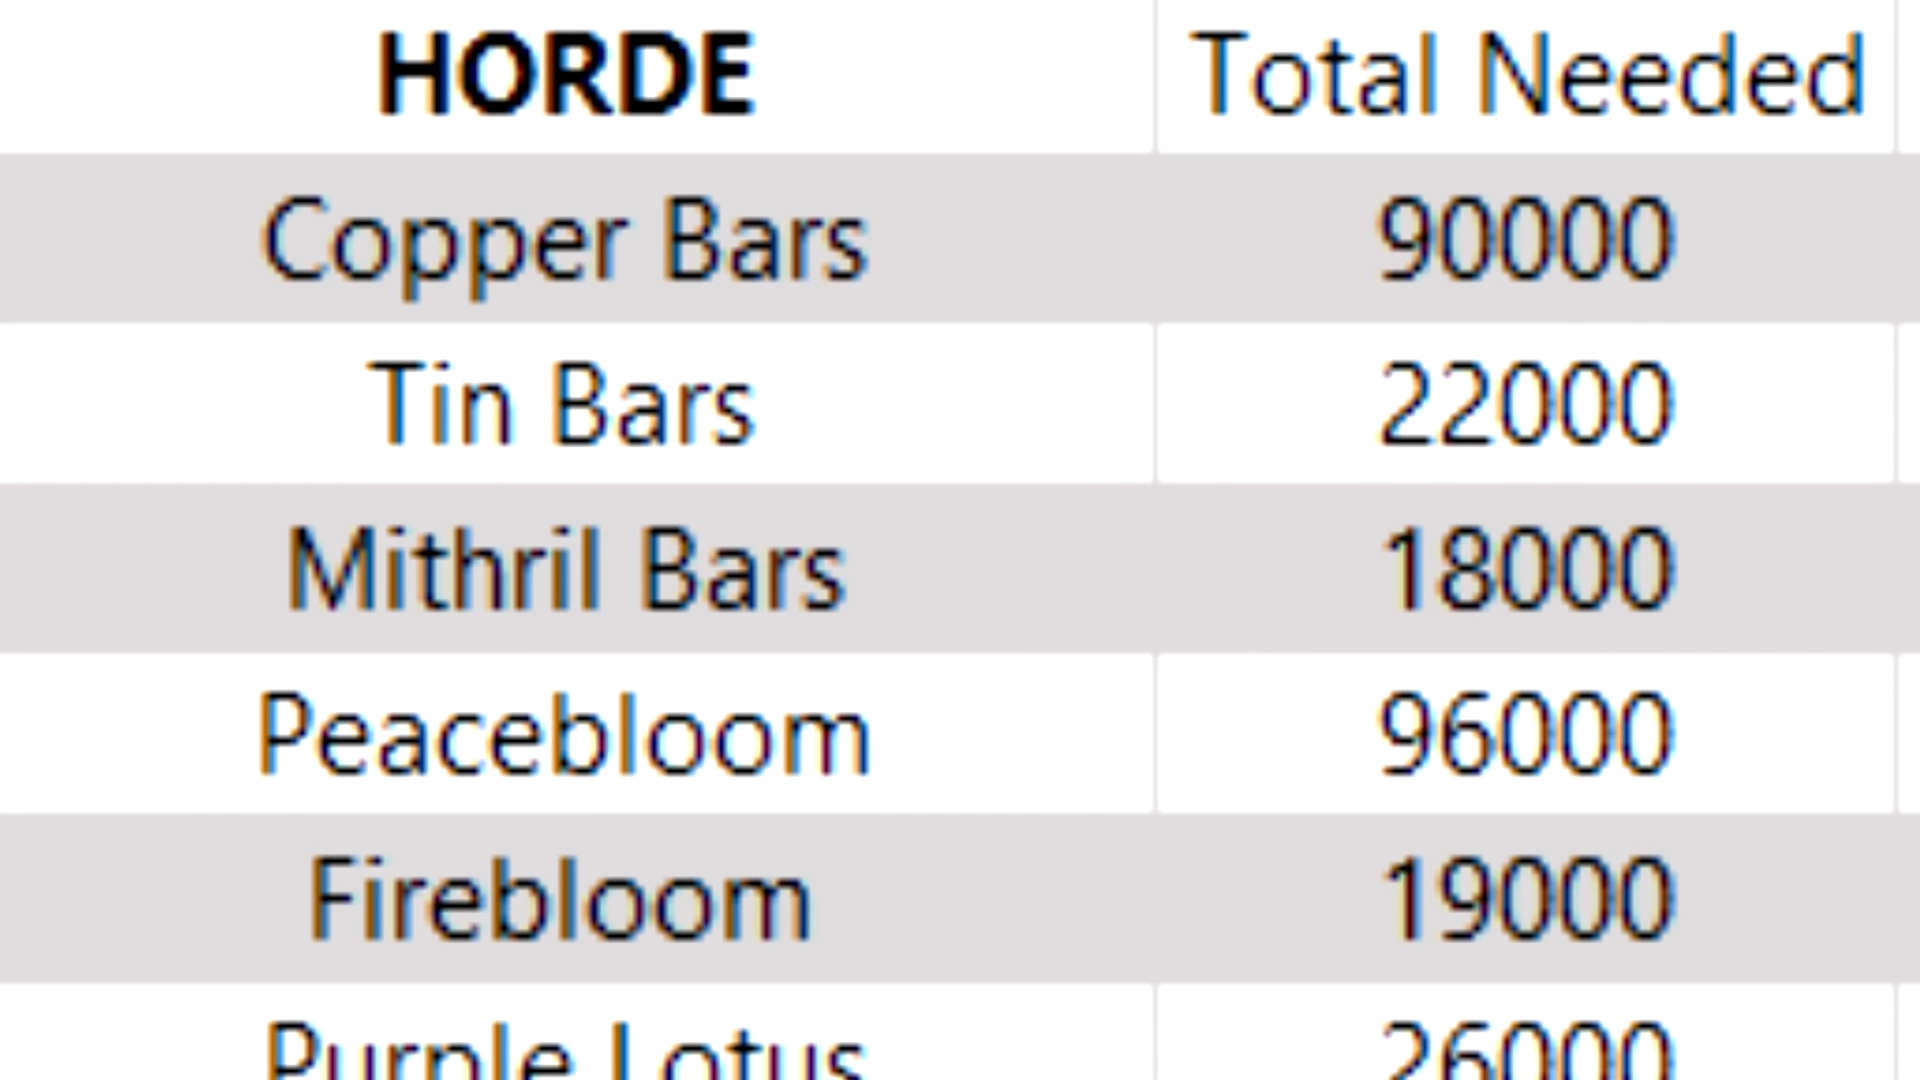 HORDE Total Needed
Copper Bars 90000
Tin Bars 22000
Mithril Bars 18000
Peacebloom 96000
Firebloom 19000
Purple Lotus 26000